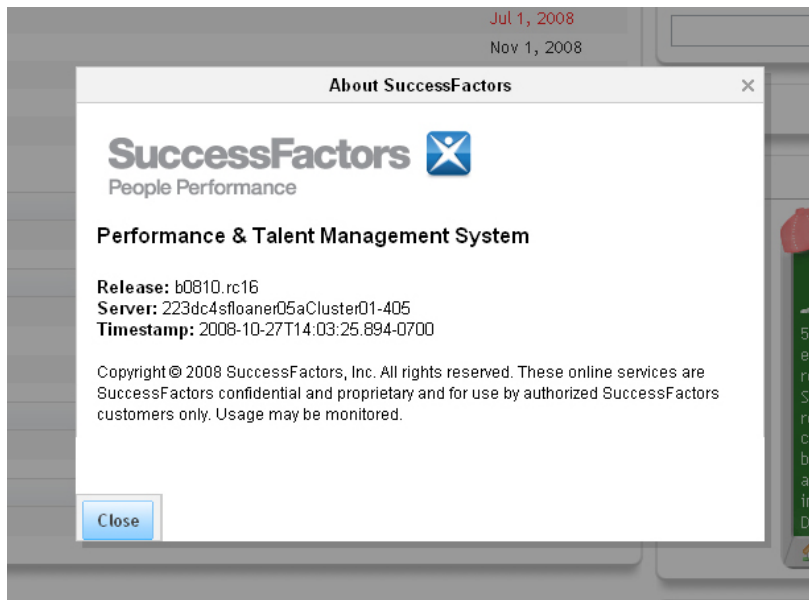 Jul 1, 2008
Nov 1, 2008
About SuccessFactors
SuccessFactors
People Performance
Performance & Talent Management System
Release: b0810.rc16
Server: 223dc4sfloaner05aCluster01-405
Timestamp: 2008-10-27T14:03:25.894-0700
Copyright © 2008 SuccessFactors, Inc. All rights reserved. These online services are
SuccessFactors confidential and proprietary and for use by authorized SuccessFactors
customers only. Usage may be monitored.
Close